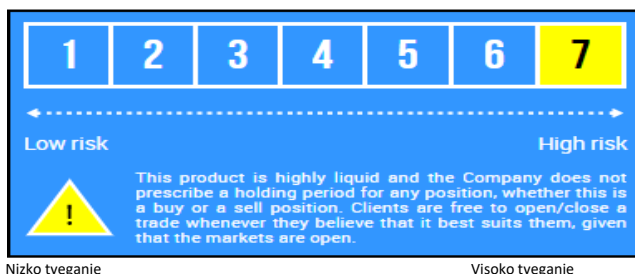 1 2 3 4 5 6 7
Low risk High risk
This product is highly liquid and the Company does not
prescribe a holding period for any position, whether this is
a buy or a sell position. Clients are free to open/close a
trade whenever they believe that it best suits them, given
that the markets are open.
!
Nizko tveganje Visoko tveganje